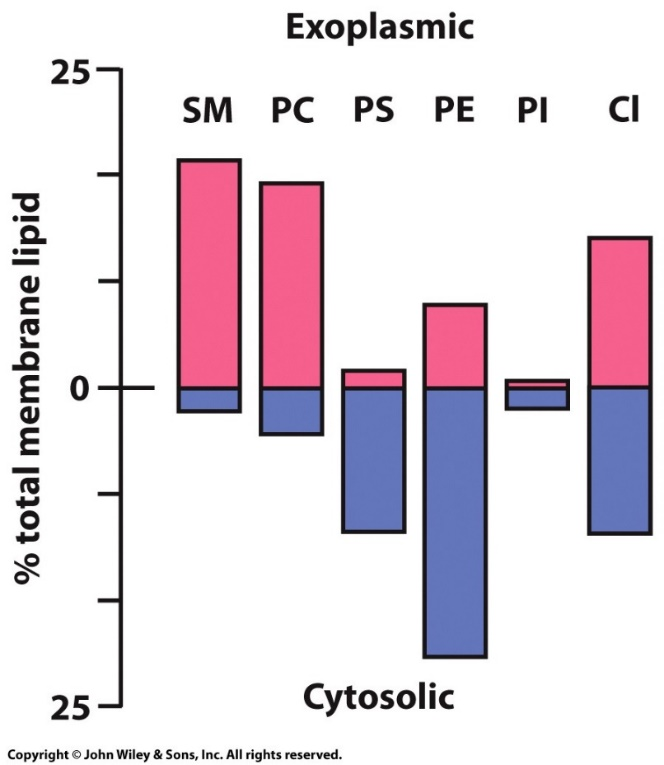 Exoplasmic
25
SM PC PS PE PI Cl
% total membrane lipid
0
25
Cytosolic
Copyright © John Wiley & Sons, Inc. All rights reserved.